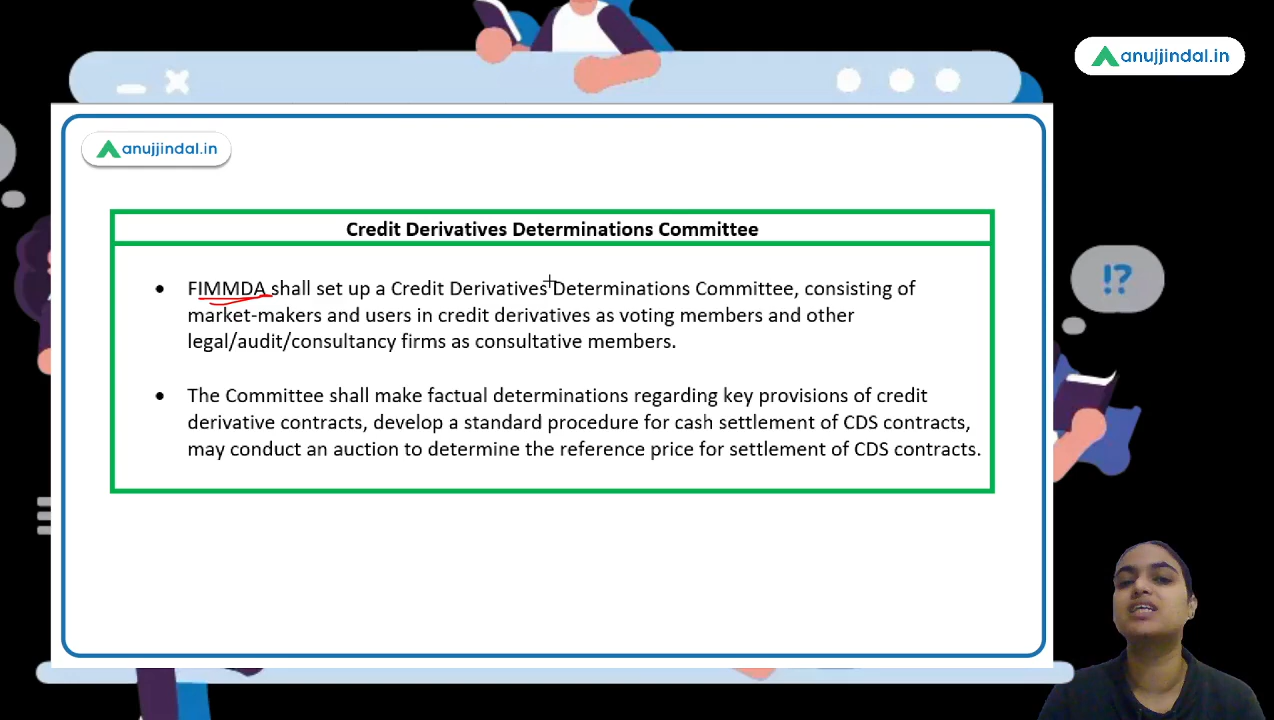 anujjindal.in
anujjindal.in
Credit Derivatives Determinations Committee
• FIMMDA shall set up a Credit Derivatives Determinations Committee, consisting of
market-makers and users in credit derivatives as voting members and other
legal/audit/consultancy firms as consultative members.
• The Committee shall make factual determinations regarding key provisions of credit
derivative contracts, develop a standard procedure for cash settlement of CDS contracts,
may conduct an auction to determine the reference price for settlement of CDS contracts.
!?